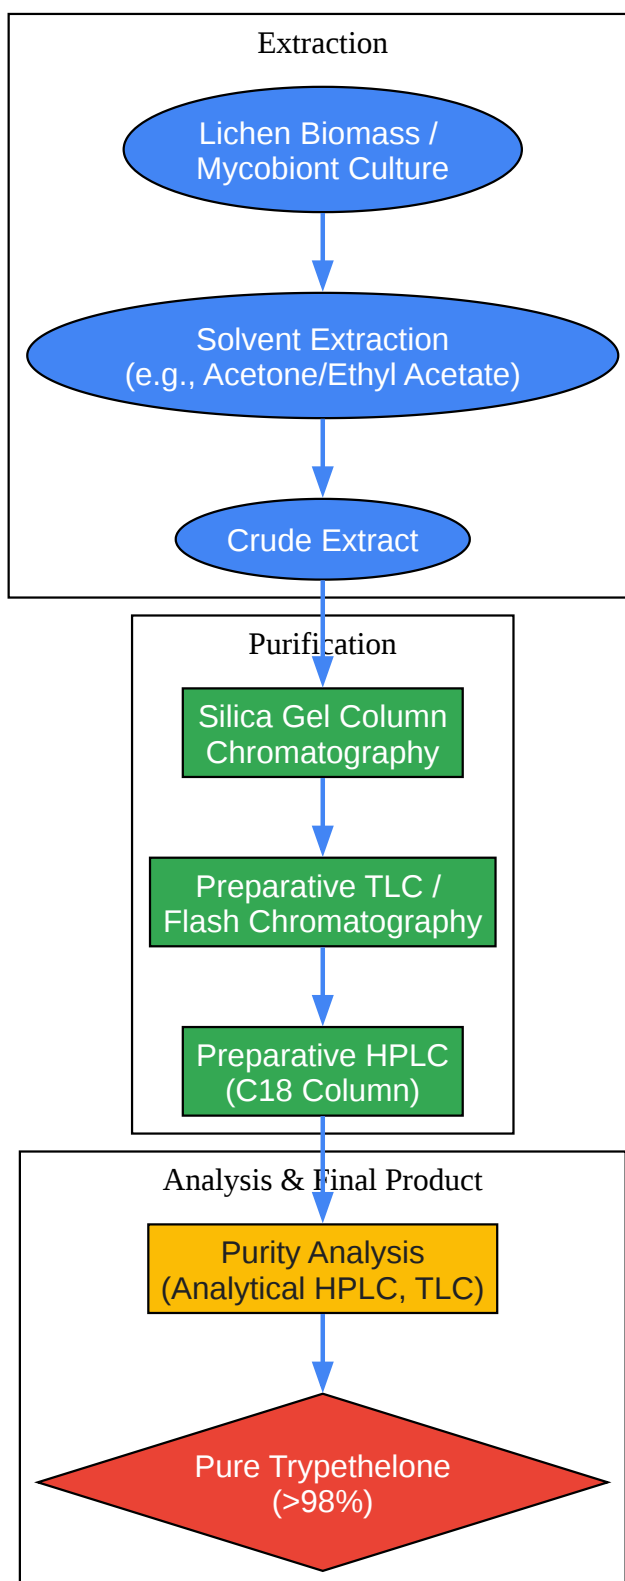 Extraction
Lichen Biomass /
Mycobiont Culture
Solvent Extraction
(e.g., Acetone/Ethyl Acetate)
Crude Extract
Purification
Silica Gel Column
Chromatography
Preparative TLC /
Flash Chromatography
Preparative HPLC
(C18 Column)
Analysis & Final Product
Purity Analysis
(Analytical HPLC, TLC)
Pure Trypethelone
(>98%)